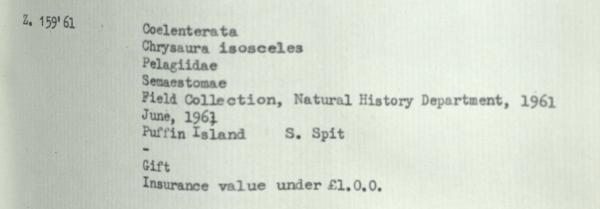 Z. 159'61
Coelenterata
Chrysaura isosceles
Pelagiidae
Semaestomae
Field Collection, Natural History Department, 1961
June, 1961
Puffin Island S. Spit
-
Gift
Insurance value under £1.0.0.